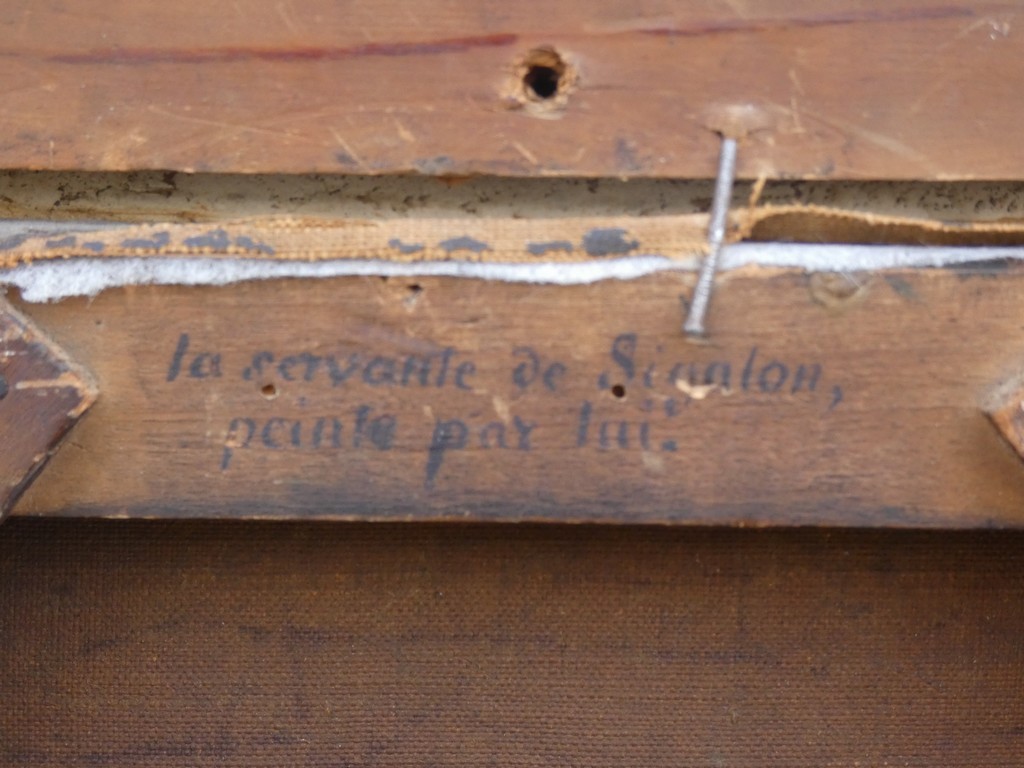 la servante de Sigalon,
peinte par lui.